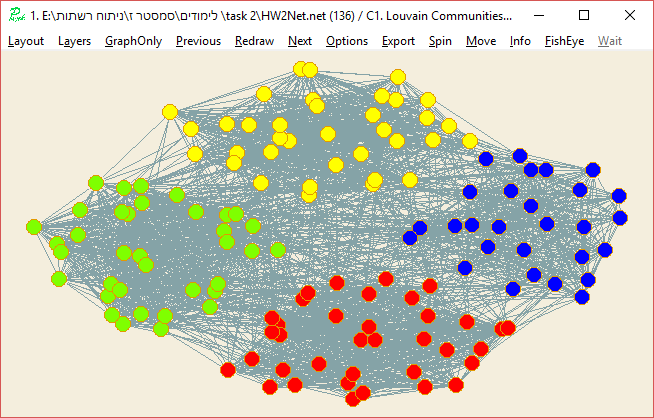 1. E:\לימודים\סמסטר ז\ניתוח רשתות\task 2\HW2Net.net (136) / C1. Louvain Communities...
Layout Layers GraphOnly Previous Redraw Next Options Export Spin Move Info FishEye Wait